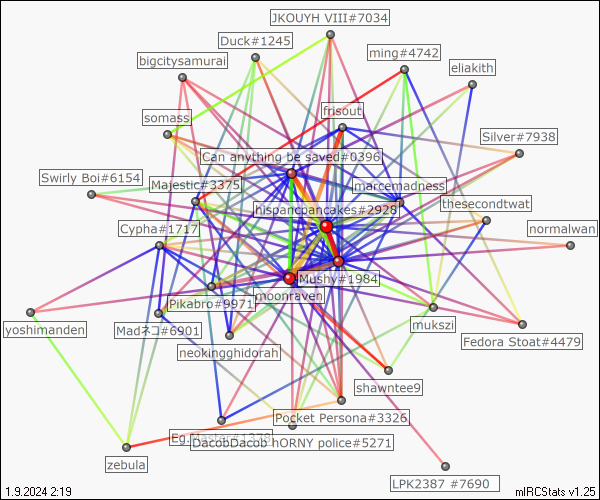 JKOUYH VIII#7034
Duck#1245
ming#4742
bigcitysamurai
eliakith
frisout
somass
Silver#7938
Can anything be saved#0396
Swirly Boi#6154
Majestic#3375
marcemadness
thesecondtwat
hispancpancakes#2928
Cypha#1717
normalwan
Mushy#1984
Pikabro#9971
moonraven
yoshimanden
Madネコ#6901
mukszi
Fedora Stoat#4479
neokingghidorah
shawntee9
Pocket Persona#3326
DacobDacob hORNY police#5271
zebula
LPK2387 #7690
1.9.2024 2:19
mIRCStats v1.25